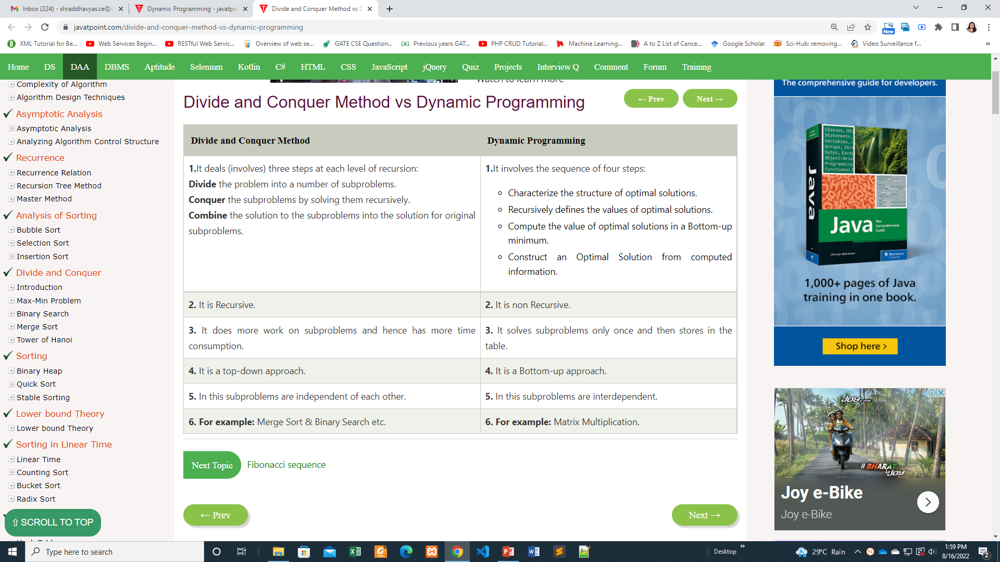 Inbox (224) - shraddhavyas.ce@c
Dynamic Programming - javatpoi
Divide and Conquer Method vs D
javatpoint.com/divide-and-conquer-method-vs-dynamic-programming
New
XML Tutorial for Be...
Web Services Begin...
RESTful Web Servic...
Overview of web se...
GATE CSE Question...
Previous years GAT...
PHP CRUD Tutorial...
Machine Learning...
A to Z List of Cance...
Google Scholar
Sci-Hub: removing...
Video Surveillance f...
Home DS DAA DBMS Aptitude Selenium Kotlin C# HTML CSS JavaScript jQuery Quiz Projects Interview Q Comment Forum Training
Complexity of Algorithm
Algorithm Design Techniques
Asymptotic Analysis
Asymptotic Analysis
Analyzing Algorithm Control Structure
Recurrence
Recurrence Relation
Recursion Tree Method
Master Method
Analysis of Sorting
Bubble Sort
Selection Sort
Insertion Sort
Divide and Conquer
Introduction
Max-Min Problem
Binary Search
Merge Sort
Tower of Hanoi
Sorting
Binary Heap
Quick Sort
Stable Sorting
Lower bound Theory
Lower bound Theory
Sorting in Linear Time
Linear Time
Counting Sort
Bucket Sort
Radix Sort
⇧ SCROLL TO TOP
Watch to learn more
Divide and Conquer Method vs Dynamic Programming
← Prev
Next →
Divide and Conquer Method
Dynamic Programming
1.It deals (involves) three steps at each level of recursion:
Divide the problem into a number of subproblems.
Conquer the subproblems by solving them recursively.
Combine the solution to the subproblems into the solution for original
subproblems.
1.It involves the sequence of four steps:
Characterize the structure of optimal solutions.
Recursively defines the values of optimal solutions.
Compute the value of optimal solutions in a Bottom-up
minimum.
Construct an Optimal Solution from computed
information.
2. It is Recursive.
2. It is non Recursive.
3. It does more work on subproblems and hence has more time
consumption.
3. It solves subproblems only once and then stores in the
table.
4. It is a top-down approach.
4. It is a Bottom-up approach.
5. In this subproblems are independent of each other.
5. In this subproblems are interdependent.
6. For example: Merge Sort & Binary Search etc.
6. For example: Matrix Multiplication.
Next Topic
Fibonacci sequence
← Prev
Next →
The comprehensive guide for developers.
Java
Java
The
Comprehensive
Guide
1,000+ pages of Java
training in one book.
Shop here >
JOY
#BHARAT
JOY
Joy e-Bike
Joy e-Bike
Type here to search
Desktop
29°C Rain
1:59 PM
8/16/2022
2